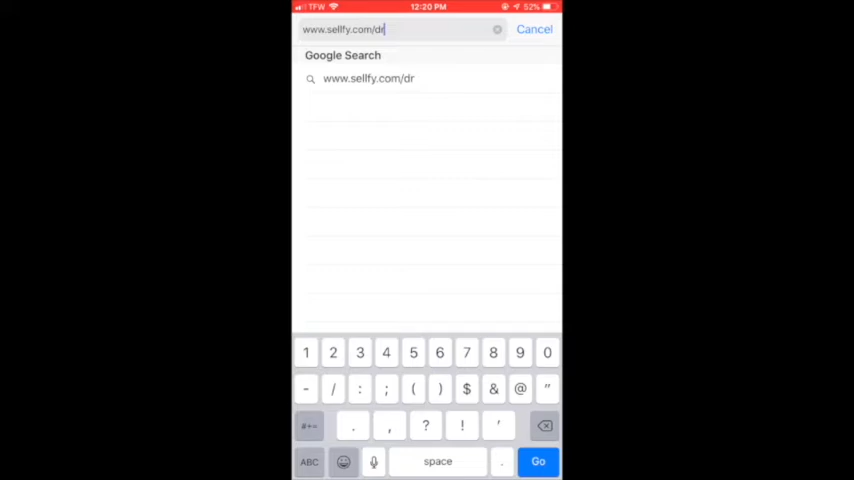 TFW 12:20 PM 52%
www.sellfy.com/dr Cancel
Google Search
www.sellfy.com/dr
1 2 3 4 5 6 7 8 9 0
- / : ; ( ) $ & @ "
#+= . , ? ! '
ABC space . Go